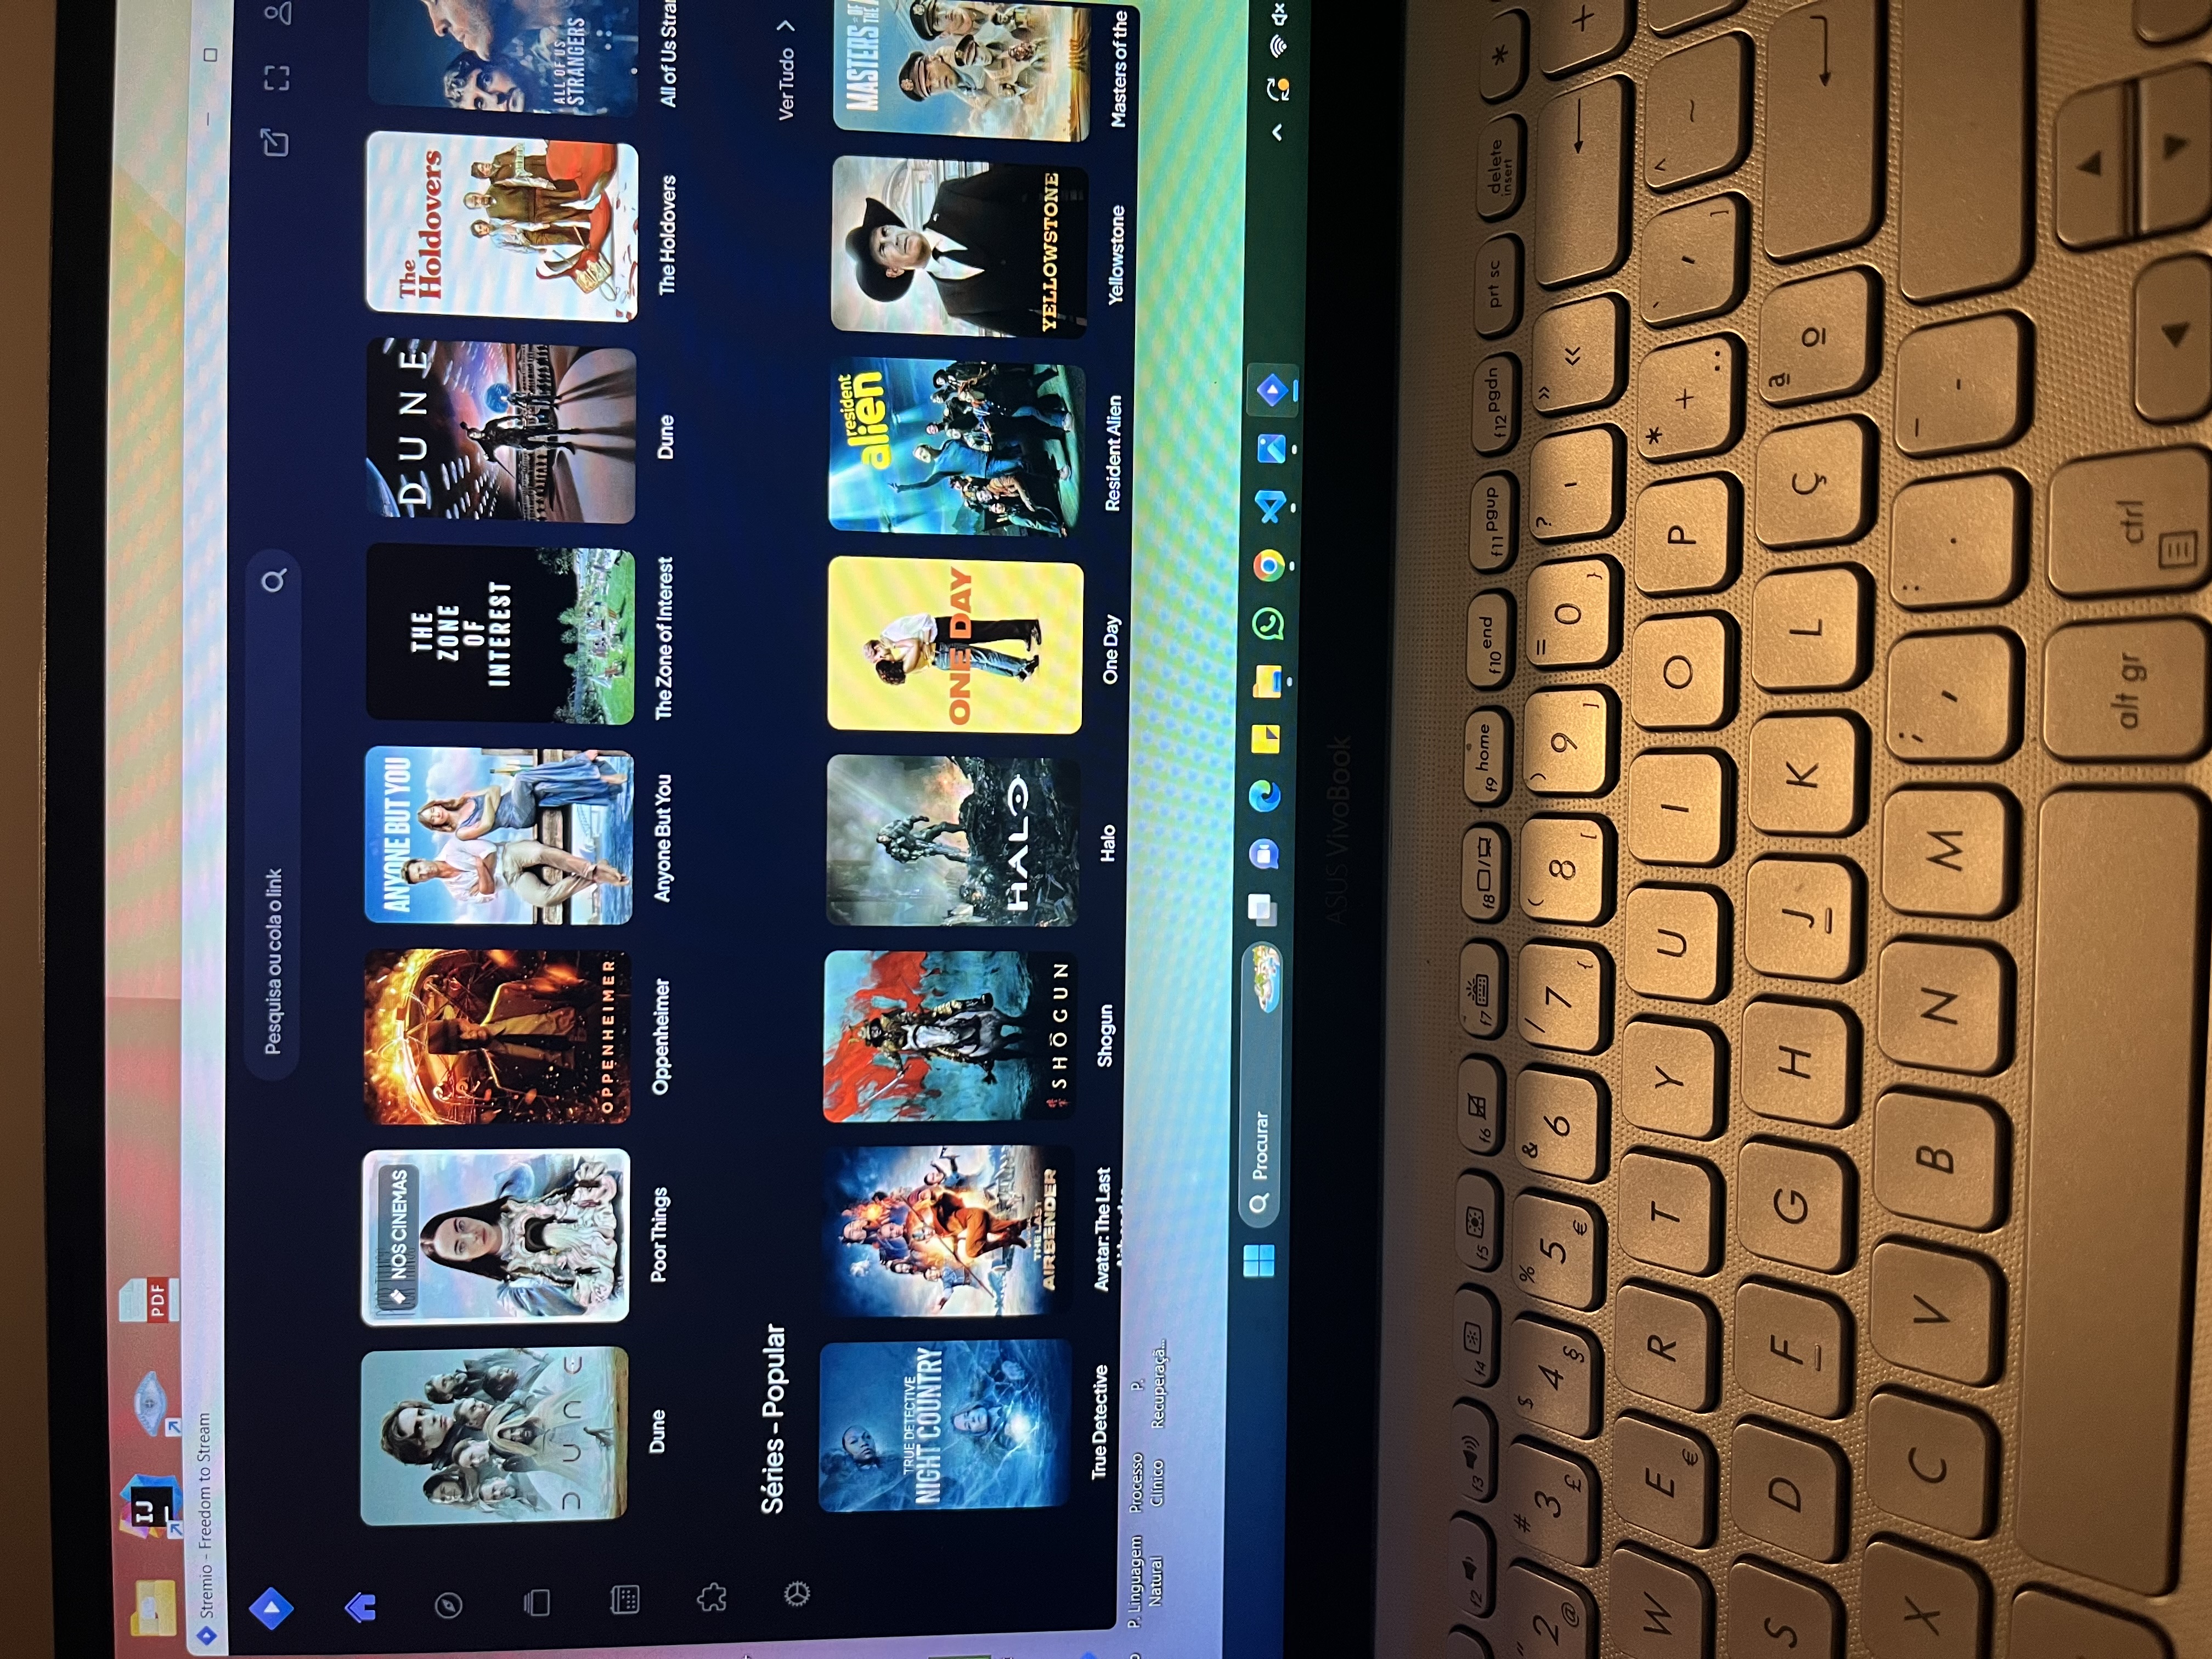 IJ
PDF
Stremio - Freedom to Stream
Pesquisa ou cola o link
DUNE
NOS CINEMAS
OPPENHEIMER
ANYONE BUT YOU
THE
ZONE
OF
INTEREST
DUNE
The
Holdovers
ALL OF US
STRANGERS
Dune
Poor Things
Oppenheimer
Anyone But You
The Zone of Interest
Dune
The Holdovers
All of Us Stra
Séries - Popular
Ver Tudo
TRUE DETECTIVE
NIGHT COUNTRY
THE LAST
AIRBENDER
SHŌGUN
HALO
ONE DAY
resident
alien
YELLOWSTONE
MASTERS OF THE
True Detective
Avatar: The Last
Airbender
Shogun
Halo
One Day
Resident Alien
Yellowstone
Masters of the
P. Linguagem
Natural
Processo
Clínico
P.
Recuperaçã...
Procurar
ASUS VivoBook
f2 f3 f4 f5 f6 f7 f8 / f9 home f10 end f11 pgup f12 pgdn prt sc delete insert *
" 2 @ # 3 £ $ 4 § % 5 € & 6 / 7 { ( 8 [ ) 9 ] = 0 } ? ' » « +
W E € R T Y U I O P * + ¨ ` ´ ] ^ ~
S D F G H J K L Ç ª º
X C V B N M ; , : . _ -
alt gr ctrl